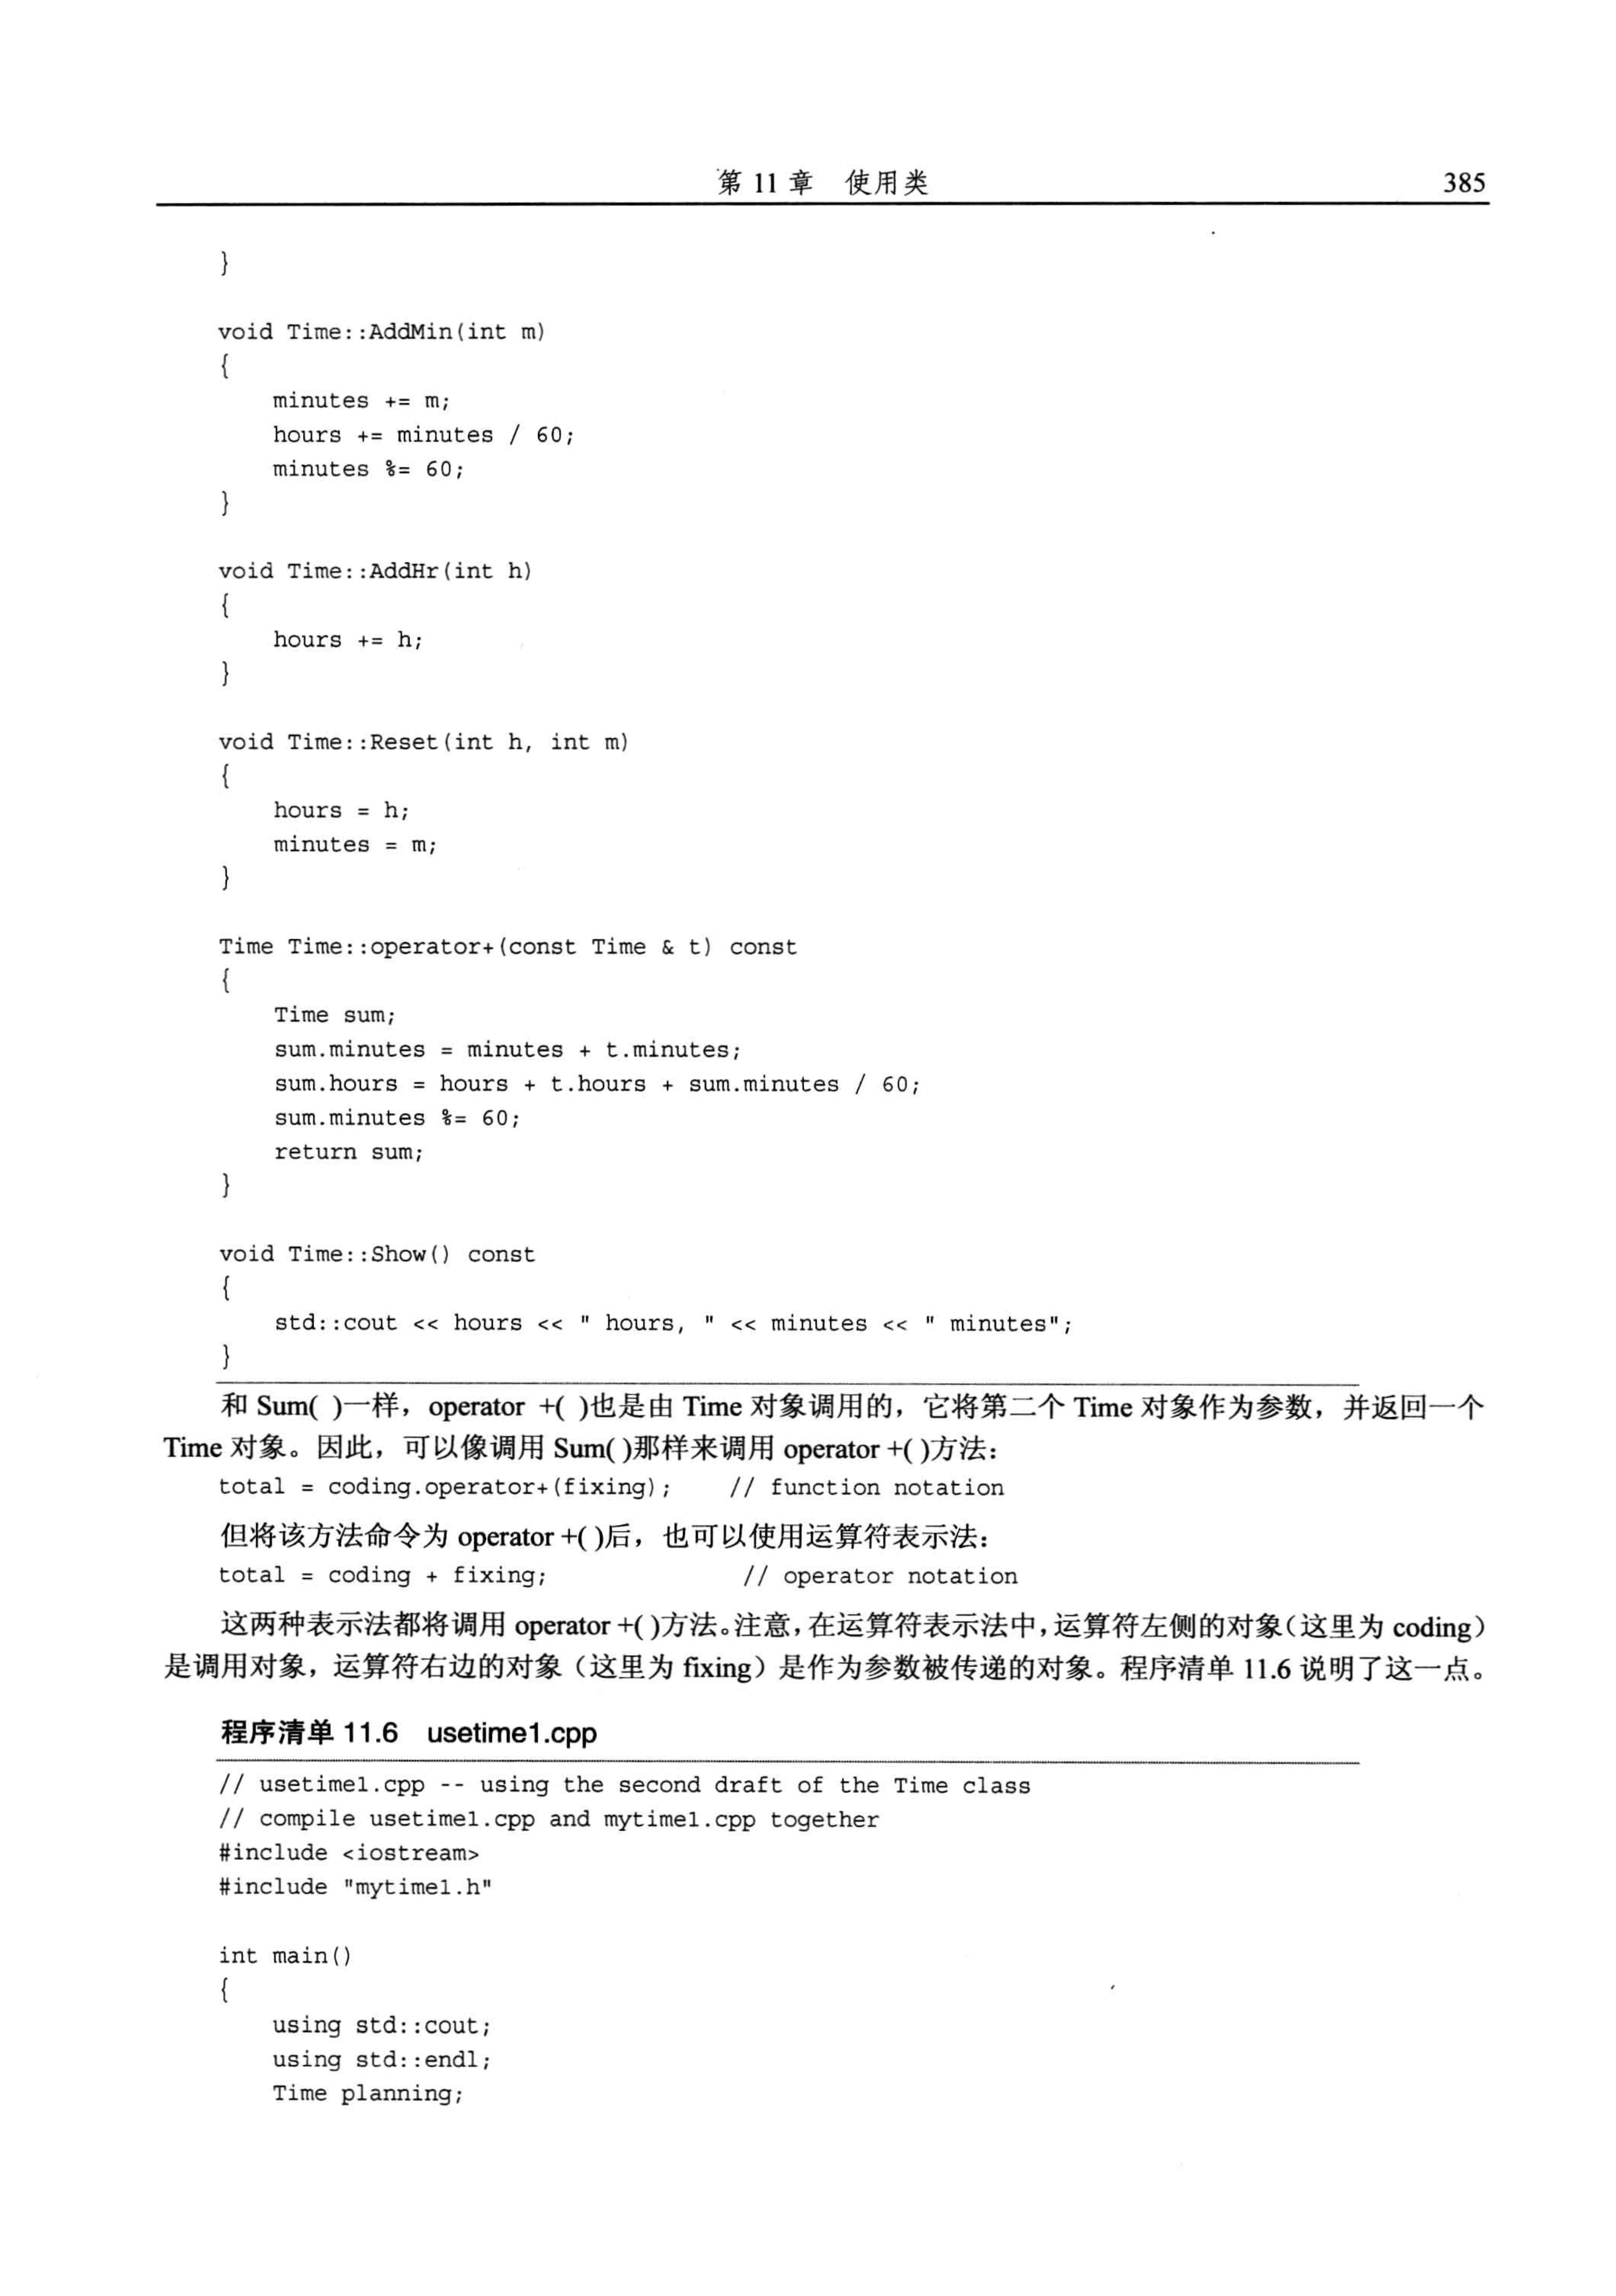 第 11 章 使用类 385
}
void Time::AddMin(int m)
{
    minutes += m;
    hours += minutes / 60;
    minutes %= 60;
}
void Time::AddHr(int h)
{
    hours += h;
}
void Time::Reset(int h, int m)
{
    hours = h;
    minutes = m;
}
Time Time::operator+(const Time & t) const
{
    Time sum;
    sum.minutes = minutes + t.minutes;
    sum.hours = hours + t.hours + sum.minutes / 60;
    sum.minutes %= 60;
    return sum;
}
void Time::Show() const
{
    std::cout << hours << " hours, " << minutes << " minutes";
}
和 Sum( )一样，operator +( )也是由 Time 对象调用的，它将第二个 Time 对象作为参数，并返回一个
Time 对象。因此，可以像调用 Sum( )那样来调用 operator +( )方法：
total = coding.operator+(fixing);    // function notation
但将该方法命令为 operator +( )后，也可以使用运算符表示法：
total = coding + fixing;    // operator notation
这两种表示法都将调用 operator +( )方法。注意，在运算符表示法中，运算符左侧的对象（这里为 coding）
是调用对象，运算符右边的对象（这里为 fixing）是作为参数被传递的对象。程序清单 11.6 说明了这一点。
程序清单 11.6 usetime1.cpp
// usetime1.cpp -- using the second draft of the Time class
// compile usetime1.cpp and mytime1.cpp together
#include <iostream>
#include "mytime1.h"
int main()
{
    using std::cout;
    using std::endl;
    Time planning;